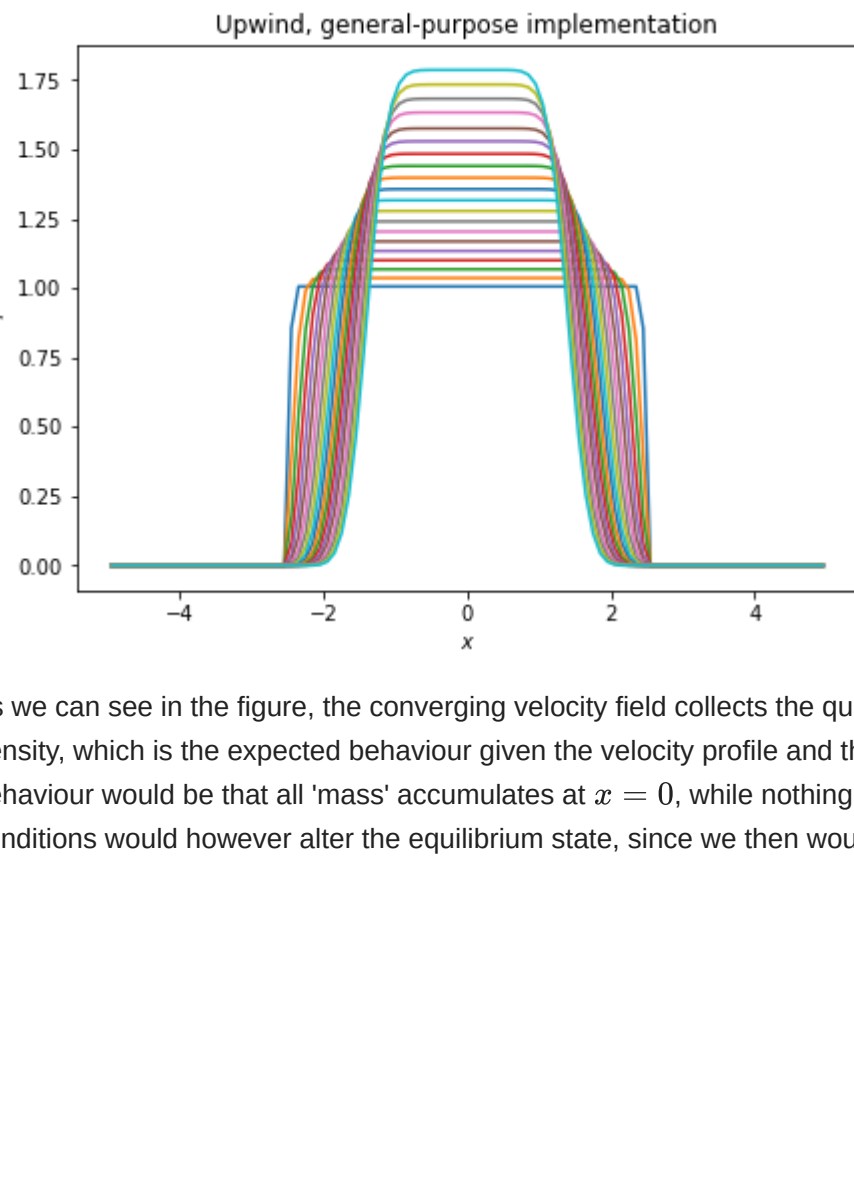 Upwind, general-purpose implementation
1.75
1.50
1.25
1.00
0.75
0.50
0.25
0.00
−4 −2 0 2 4
x
s we can see in the figure, the converging velocity field collects the qu
ensity, which is the expected behaviour given the velocity profile and th
ehaviour would be that all 'mass' accumulates at x = 0, while nothing
nditions would however alter the equilibrium state, since we then wou